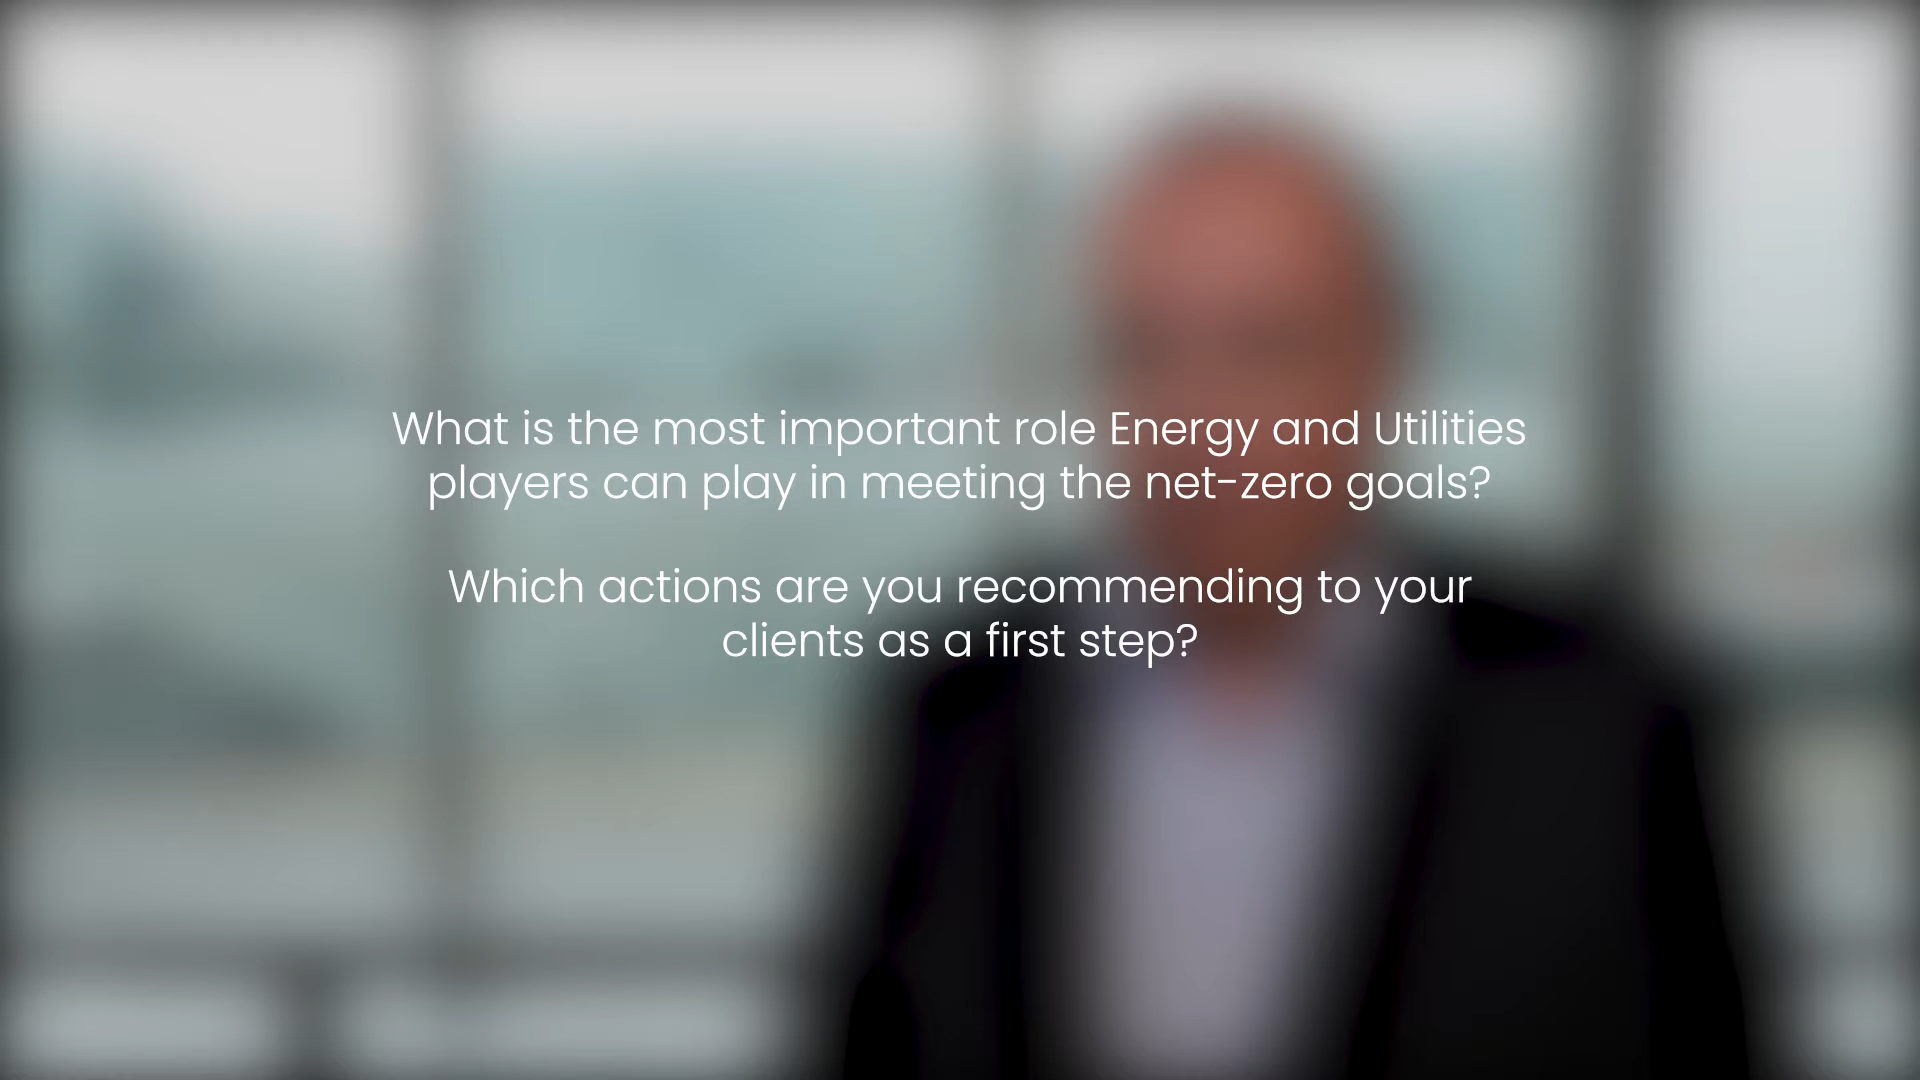 What is the most important role Energy and Utilities
players can play in meeting the net-zero goals?
Which actions are you recommending to your
clients as a first step?